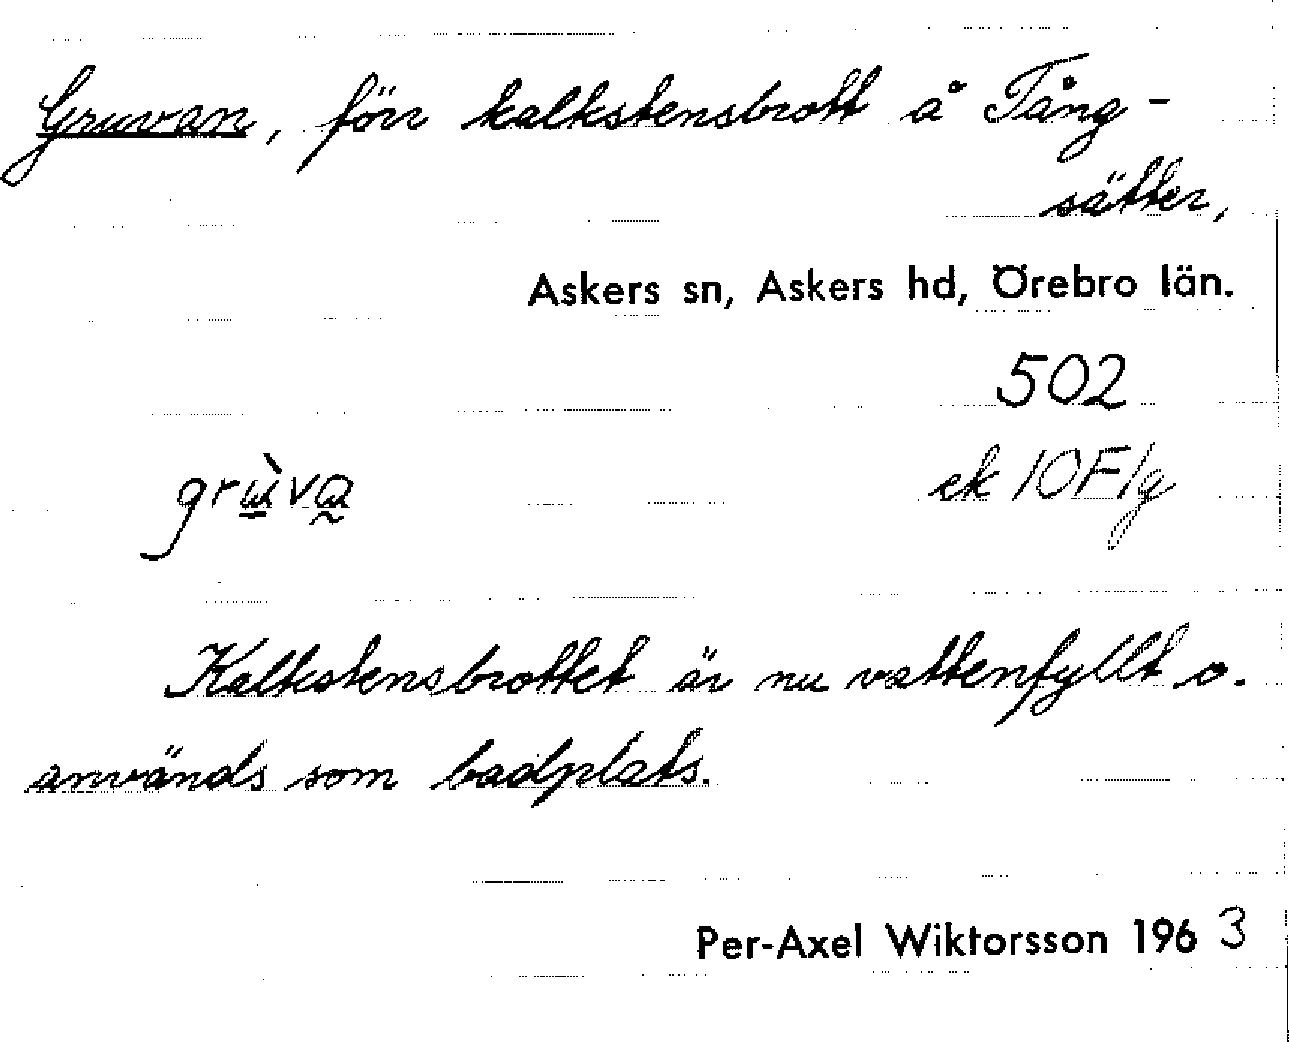 Gruvan, förr kalkstensbrott å Tång-
sätter,
Askers sn, Askers hd, Örebro län.
502
ek 10F/g
Kalkstensbrottet är nu vattenfyllt o.
används som badplats.
Per-Axel Wiktorsson 1963